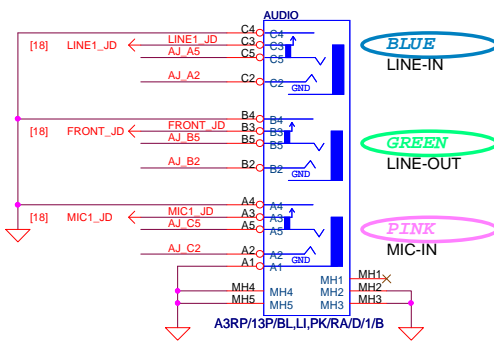 AUDIO
C4 C4
[18] LINE1_JD LINE1_JD C3 C3
AJ_A5 C5 C5
BLUE
LINE-IN
AJ_A2 C2 C2
GND
B4 B4
[18] FRONT_JD FRONT_JD B3 B3
AJ_B5 B5 B5
GREEN
LINE-OUT
AJ_B2 B2 B2
GND
A4 A4
[18] MIC1_JD MIC1_JD A3 A3
AJ_C5 A5 A5
PINK
MIC-IN
AJ_C2 A2 A2
GND
A1 A1
MH1 MH1
MH4 MH4 MH2 MH2
MH5 MH5 MH3 MH3
A3RP/13P/BL,LI,PK/RA/D/1/B